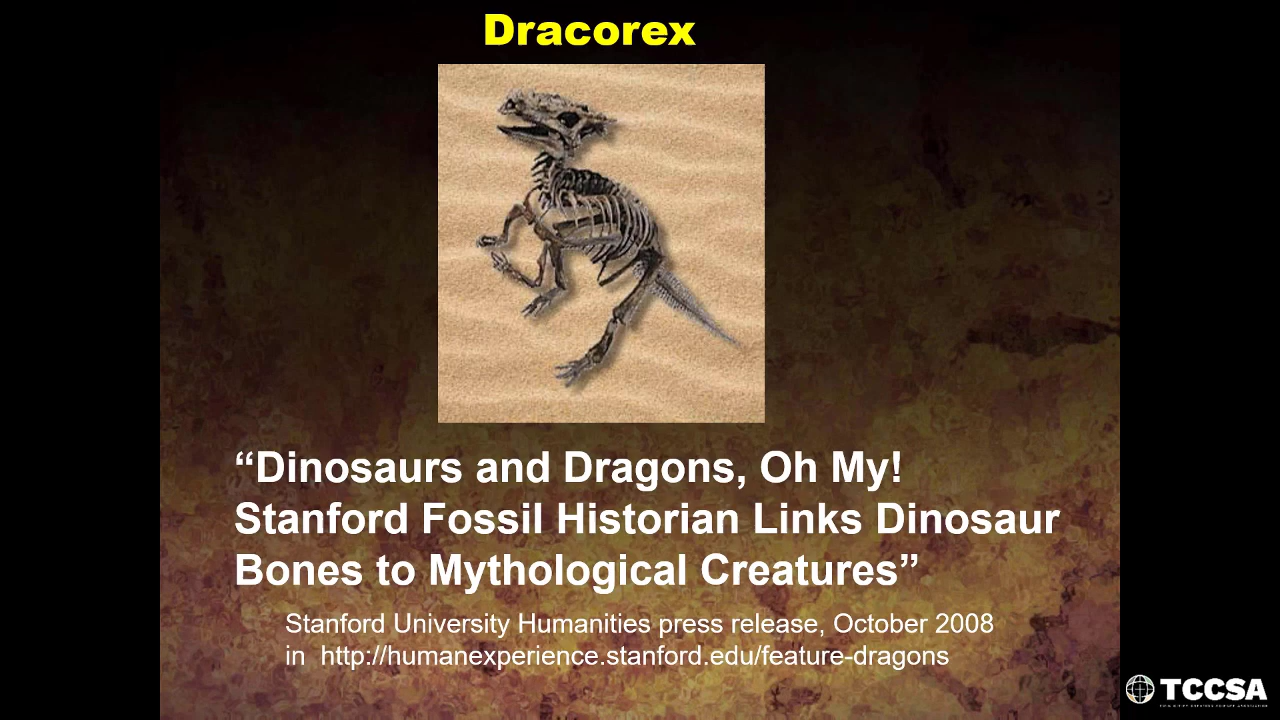 Dracorex
“Dinosaurs and Dragons, Oh My!
Stanford Fossil Historian Links Dinosaur
Bones to Mythological Creatures”
Stanford University Humanities press release, October 2008
in http://humanexperience.stanford.edu/feature-dragons
TCCSA